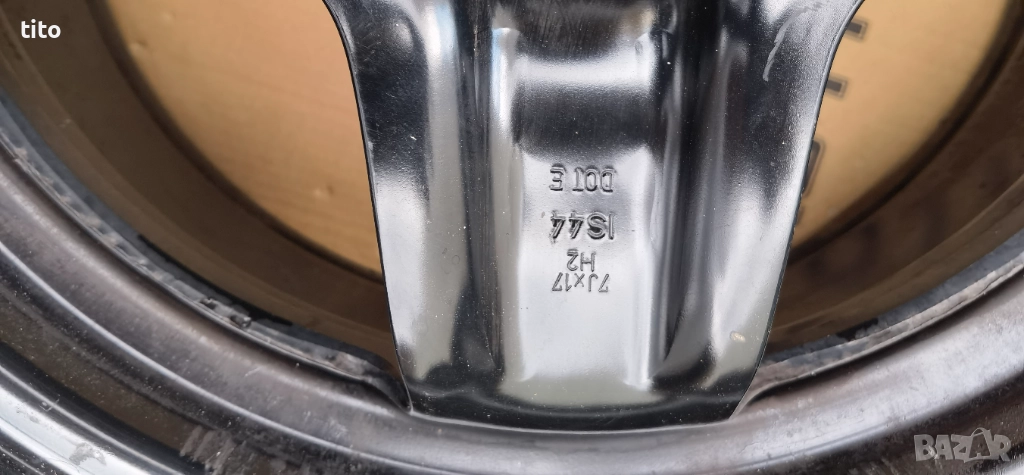 tito
7Jx17
H2
IS44
DOT E
BAZAR